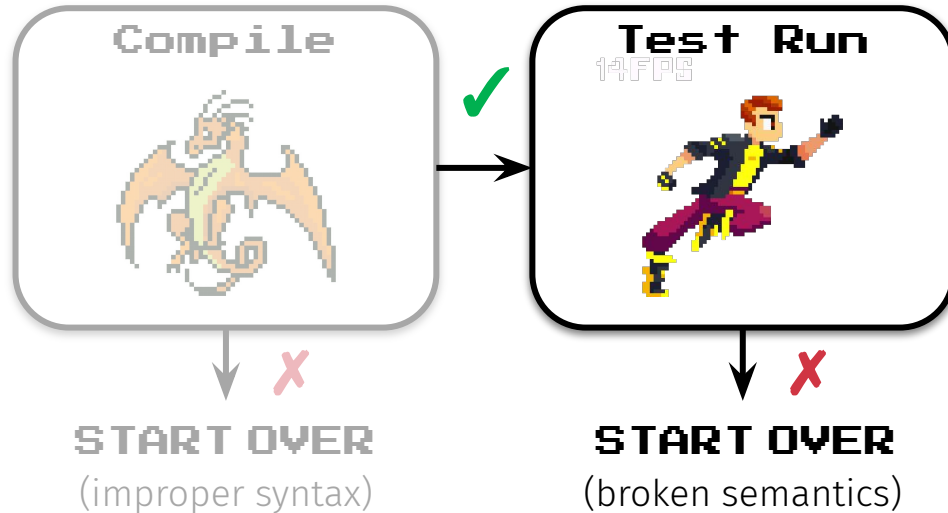 Compile
Test Run
14FPS
START OVER
(improper syntax)
START OVER
(broken semantics)